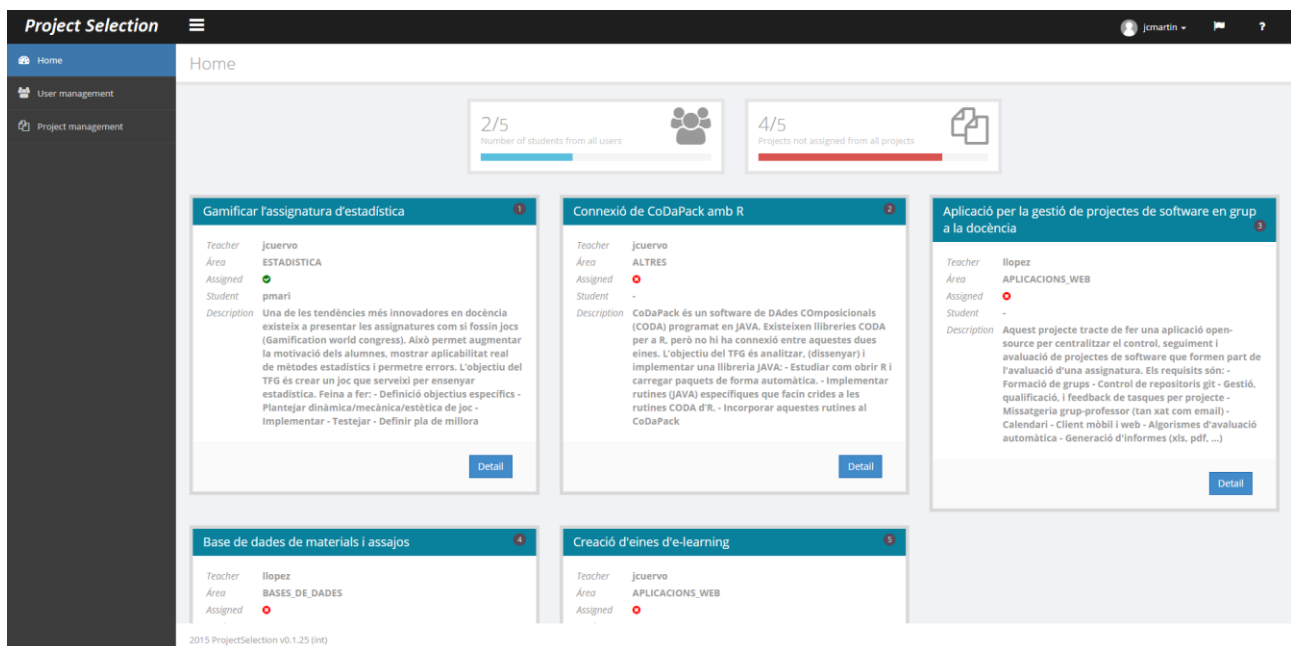 Project Selection
jcmartin
?
Home
User management
Project management
Home
2/5
Number of students from all users
4/5
Projects not assigned from all projects
Gamificar l'assignatura d'estadística
1
Teacher jcuervo
Área ESTADISTICA
Assigned
Student pmari
Description Una de les tendències més innovadores en docència
existeix a presentar les assignatures com si fossin jocs
(Gamification world congress). Això permet augmentar
la motivació dels alumnes, mostrar aplicabilitat real
de mètodes estadístics i permetre errors. L'objectiu del
TFG és crear un joc que serveixi per ensenyar
estadística. Feina a fer: - Definició objectius específics -
Plantejar dinàmica/mecànica/estètica de joc -
Implementar - Testejar - Definir pla de millora
Detail
Connexió de CoDaPack amb R
2
Teacher jcuervo
Área ALTRES
Assigned
Student -
Description CoDaPack és un software de DAdes COmposicionals
(CODA) programat en JAVA. Existeixen llibreries CODA
per a R, però no hi ha connexió entre aquestes dues
eines. L'objectiu del TFG és analitzar, (dissenyar) i
implementar una llibreria JAVA: - Estudiar com obrir R i
carregar paquets de forma automàtica. - Implementar
rutines (JAVA) específiques que facin crides a les
rutines CODA d'R. - Incorporar aquestes rutines al
CoDaPack
Detail
Aplicació per la gestió de projectes de software en grup
a la docència
3
Teacher llopez
Área APLICACIONS_WEB
Assigned
Student -
Description Aquest projecte tracte de fer una aplicació open-
source per centralitzar el control, seguiment i
avaluació de projectes de software que formen part de
l'avaluació d'una assignatura. Els requisits són: -
Formació de grups - Control de repositoris git - Gestió,
qualificació, i feedback de tasques per projecte -
Missatgeria grup-professor (tan xat com email) -
Calendari - Client mòbil i web - Algorismes d'avaluació
automàtica - Generació d'informes (xls, pdf, ...)
Detail
Base de dades de materials i assajos
4
Teacher llopez
Área BASES_DE_DADES
Assigned
Creació d'eines d'e-learning
5
Teacher jcuervo
Área APLICACIONS_WEB
Assigned
2015 ProjectSelection v0.1.25 (int)